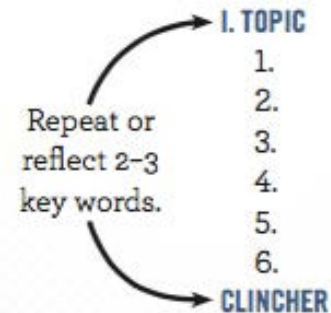 I. TOPIC
1.
2.
Repeat or
reflect 2–3
key words.
3.
4.
5.
6.
CLINCHER